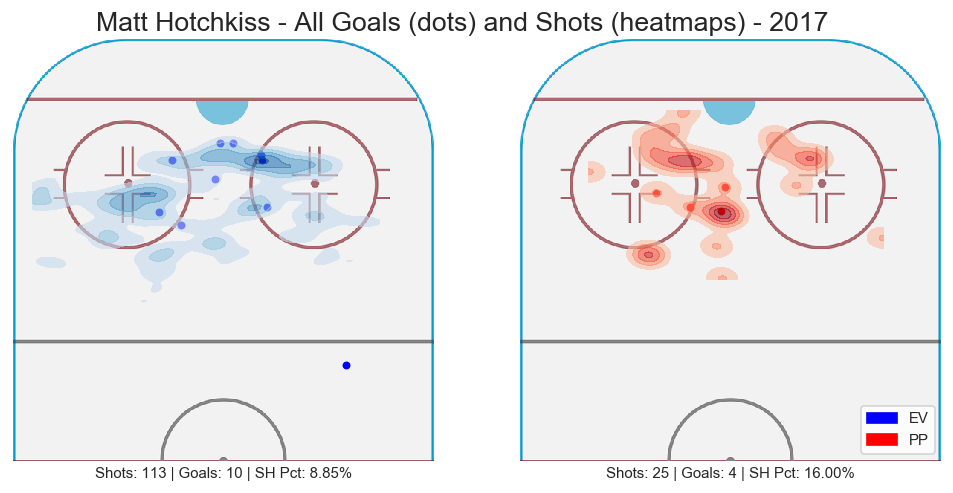 Matt Hotchkiss - All Goals (dots) and Shots (heatmaps) - 2017
EV
PP
Shots: 113 | Goals: 10 | SH Pct: 8.85%
Shots: 25 | Goals: 4 | SH Pct: 16.00%